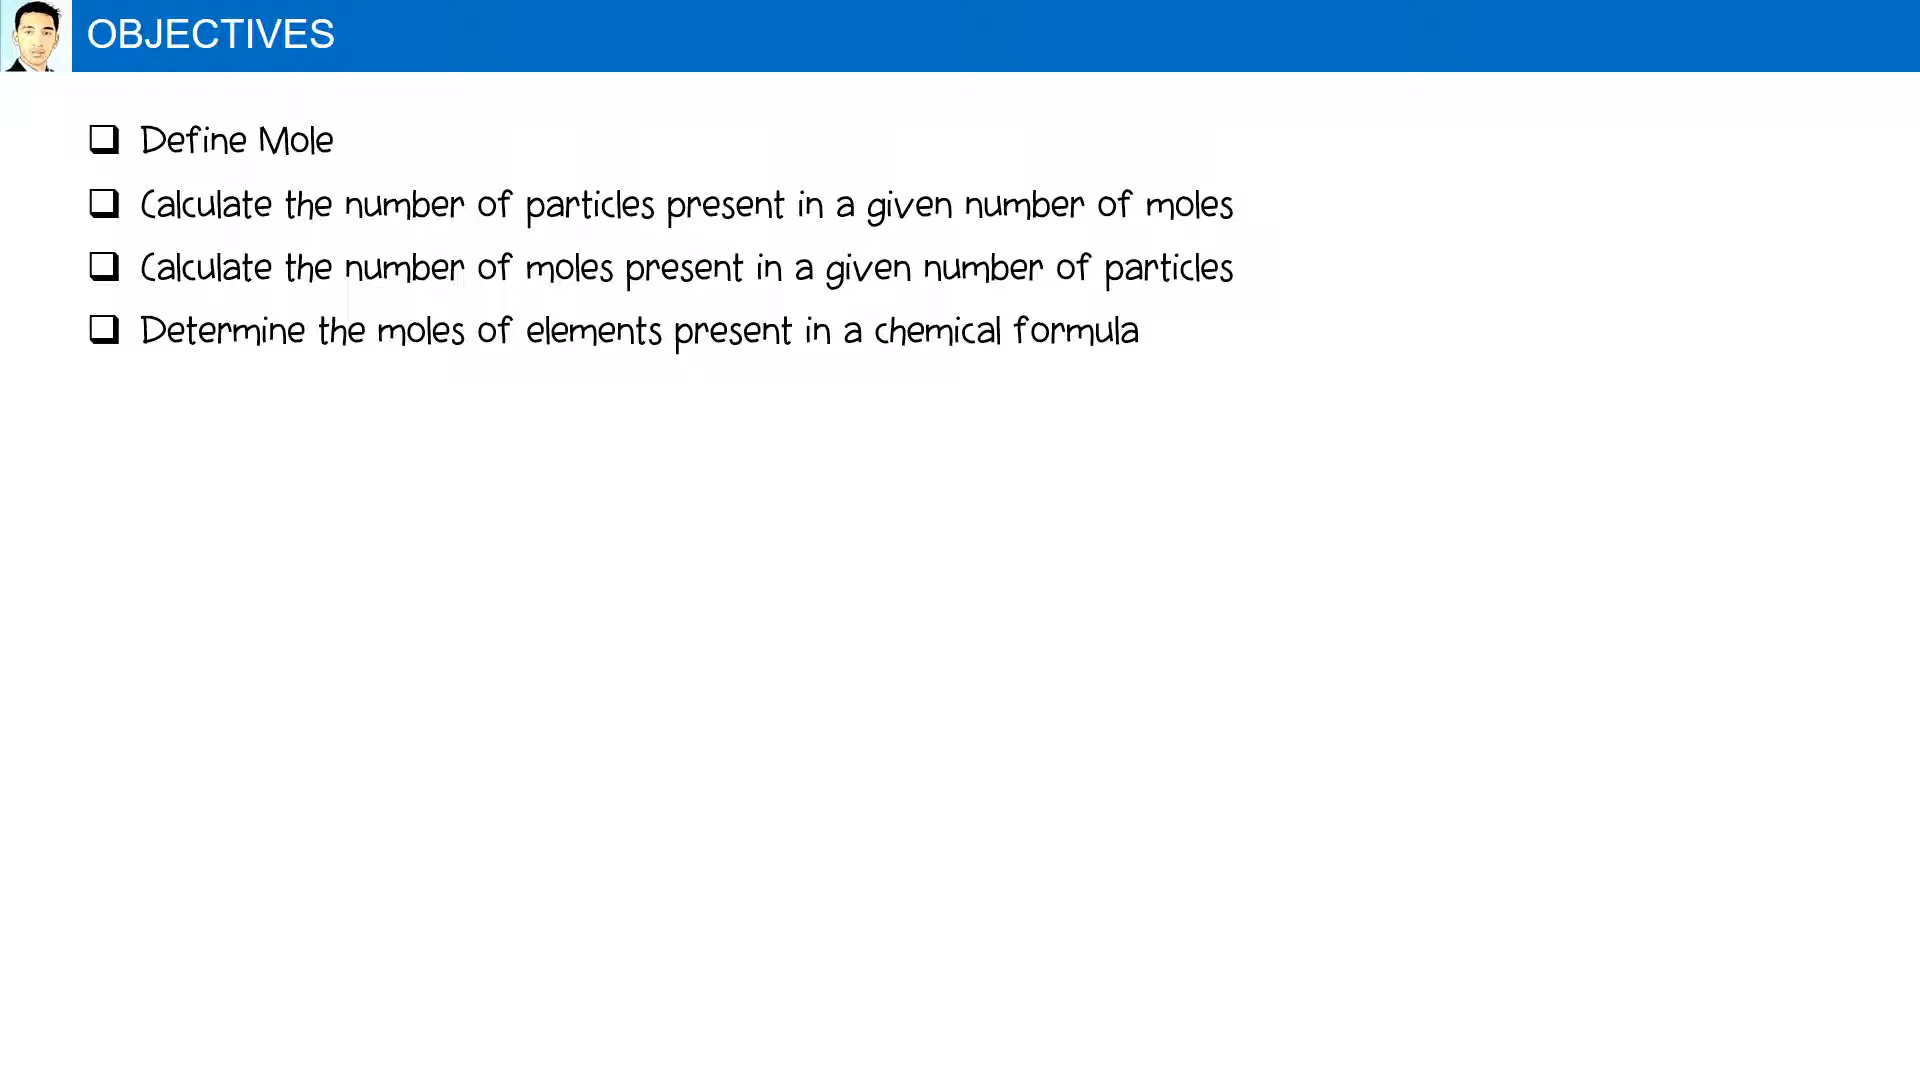 OBJECTIVES
Define Mole
Calculate the number of particles present in a given number of moles
Calculate the number of moles present in a given number of particles
Determine the moles of elements present in a chemical formula